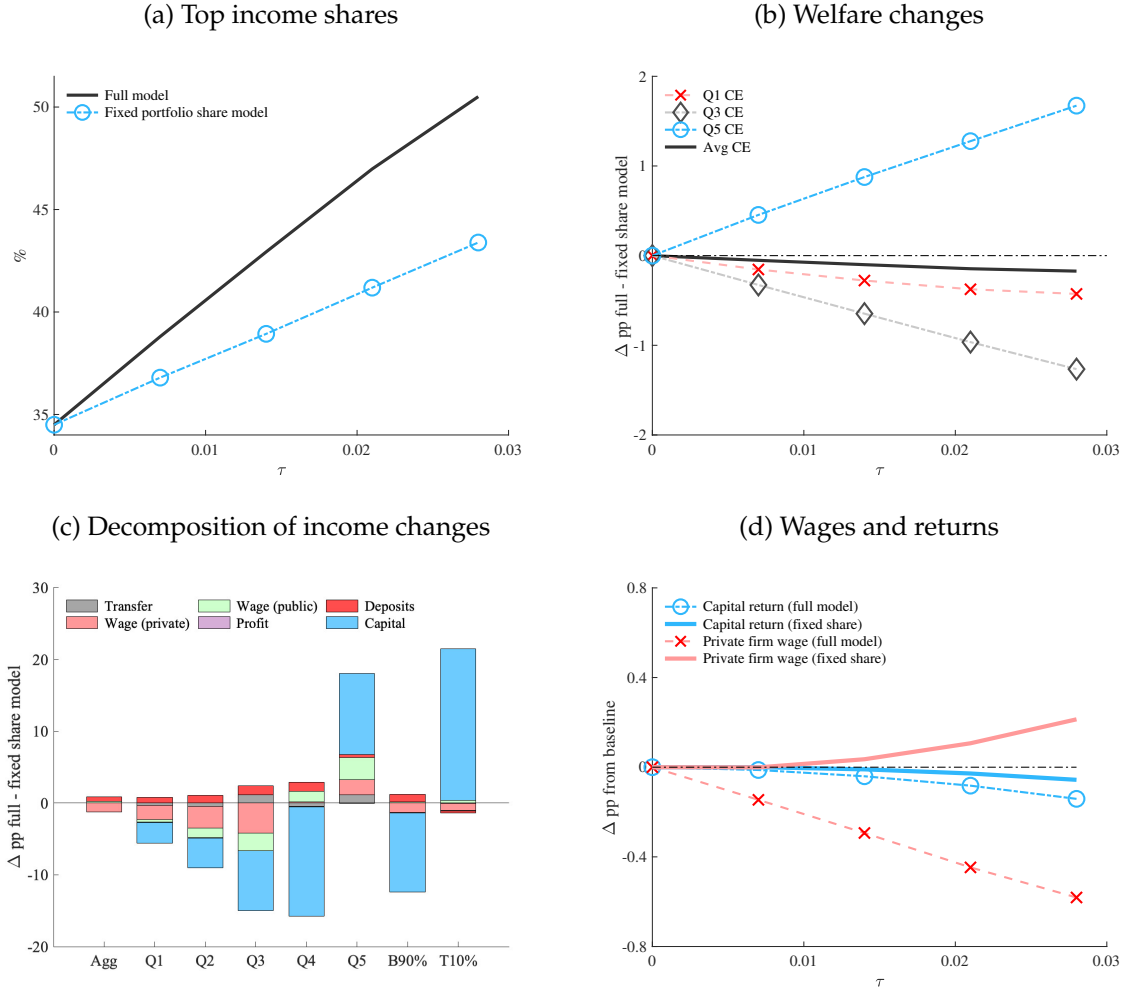 (a) Top income shares
Full model
Fixed portfolio share model
50
45
40
35
%
0
0.01
0.02
0.03
τ
(b) Welfare changes
Q1 CE
Q3 CE
Q5 CE
Avg CE
2
1
0
-1
-2
Δ pp full - fixed share model
0
0.01
0.02
0.03
τ
(c) Decomposition of income changes
Transfer
Wage (public)
Deposits
Wage (private)
Profit
Capital
30
20
10
0
-10
-20
Δ pp full - fixed share model
Agg
Q1
Q2
Q3
Q4
Q5
B90%
T10%
(d) Wages and returns
Capital return (full model)
Capital return (fixed share)
Private firm wage (full model)
Private firm wage (fixed share)
0.8
0.4
0
-0.4
-0.8
Δ pp from baseline
0
0.01
0.02
0.03
τ